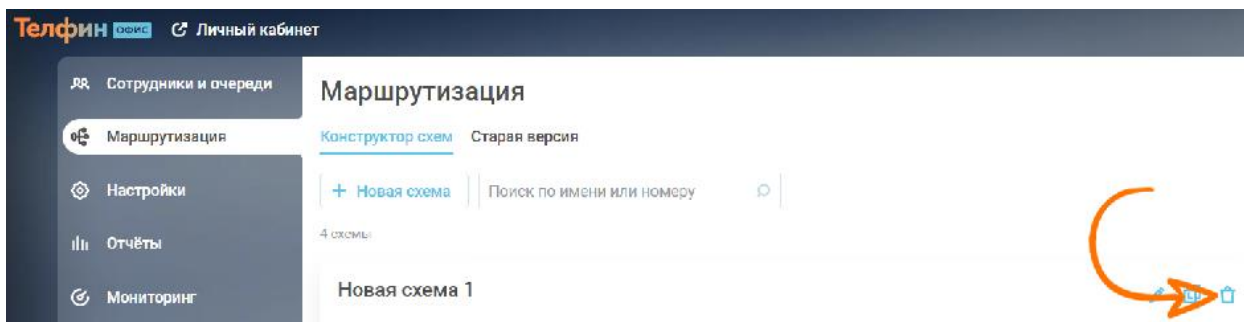 Телфин офис Личный кабинет
Сотрудники и очереди
Маршрутизация
Настройки
Отчёты
Мониторинг
Маршрутизация
Конструктор схем Старая версия
+ Новая схема Поиск по имени или номеру
4 схемы
Новая схема 1